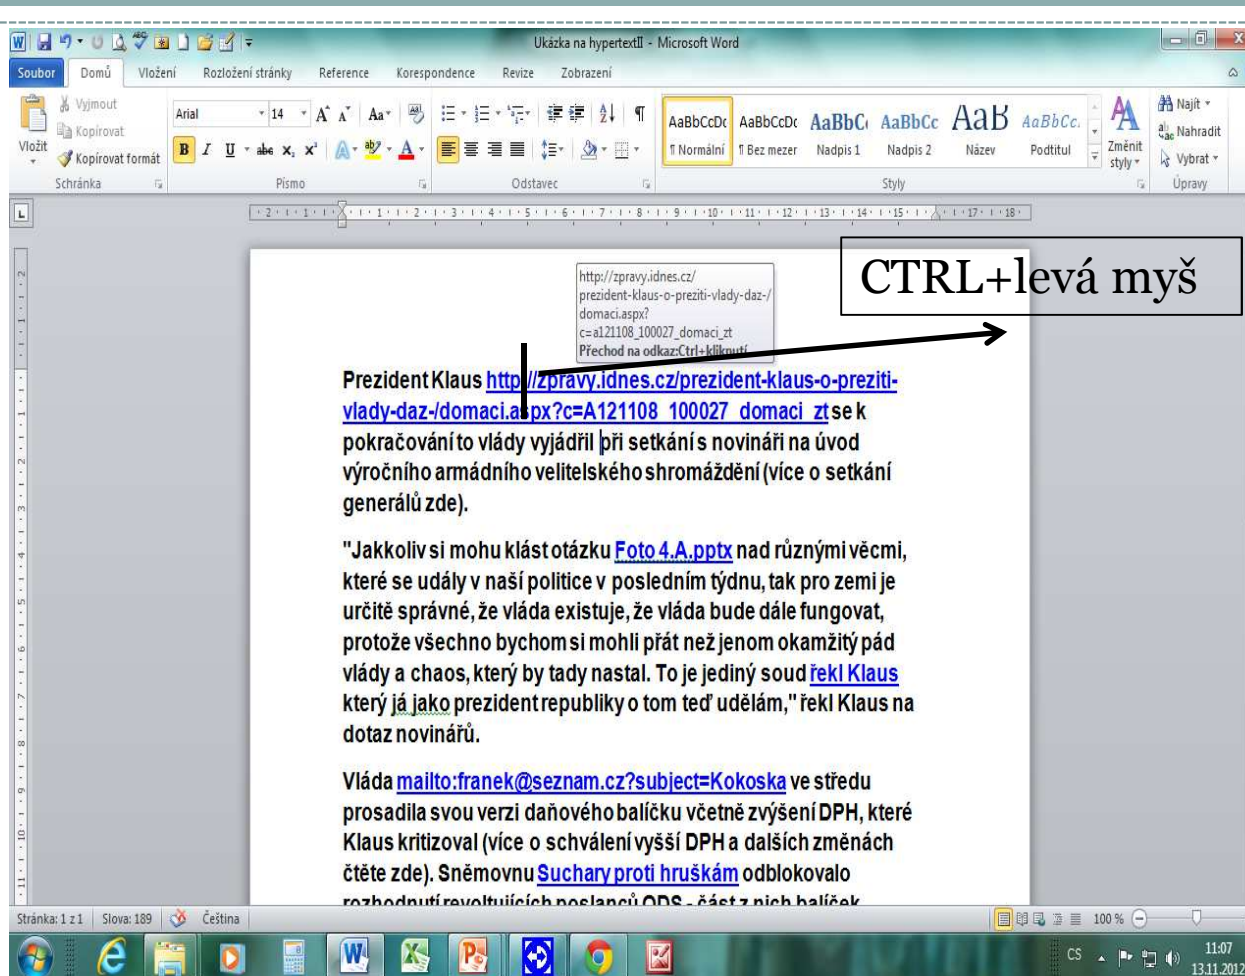 Ukázka na hypertextII - Microsoft Word
Soubor Domů Vložení Rozložení stránky Reference Korespondence Revize Zobrazení
Vložit
Vyjmout
Kopírovat
Kopírovat formát
Schránka
Arial 14
Písmo
Odstavec
AaBbCcDc AaBbCcDc AaBbC AaBbCc AaB AaBbCc.
¶ Normální ¶ Bez mezer Nadpis 1 Nadpis 2 Název Podtitul
Změnit styly
Styly
Najít
Nahradit
Vybrat
Úpravy
CTRL+levá myš
http://zpravy.idnes.cz/
prezident-klaus-o-preziti-vlady-daz-/
domaci.aspx?
c=a121108_100027_domaci_zt
Přechod na odkaz:Ctrl+kliknutí
Prezident Klaus http://zpravy.idnes.cz/prezident-klaus-o-preziti-
vlady-daz-/domaci.aspx?c=A121108_100027_domaci_zt se k
pokračování to vlády vyjádřil při setkání s novináři na úvod
výročního armádního velitelského shromáždění (více o setkání
generálů zde).
"Jakkoliv si mohu klást otázku Foto 4.A.pptx nad různými věcmi,
které se udály v naší politice v posledním týdnu, tak pro zemi je
určitě správné, že vláda existuje, že vláda bude dále fungovat,
protože všechno bychom si mohli přát než jenom okamžitý pád
vlády a chaos, který by tady nastal. To je jediný soud řekl Klaus
který já jako prezident republiky o tom teď udělám," řekl Klaus na
dotaz novinářů.
Vláda mailto:franek@seznam.cz?subject=Kokoska ve středu
prosadila svou verzi daňového balíčku včetně zvýšení DPH, které
Klaus kritizoval (více o schválení vyšší DPH a dalších změnách
čtěte zde). Sněmovnu Suchary proti hruškám odblokovalo
rozhodnutí revoltujících poslanců ODS - část z nich balíček
Stránka: 1 z 1 Slova: 189 Čeština 100 %
CS 11:07
13.11.2012